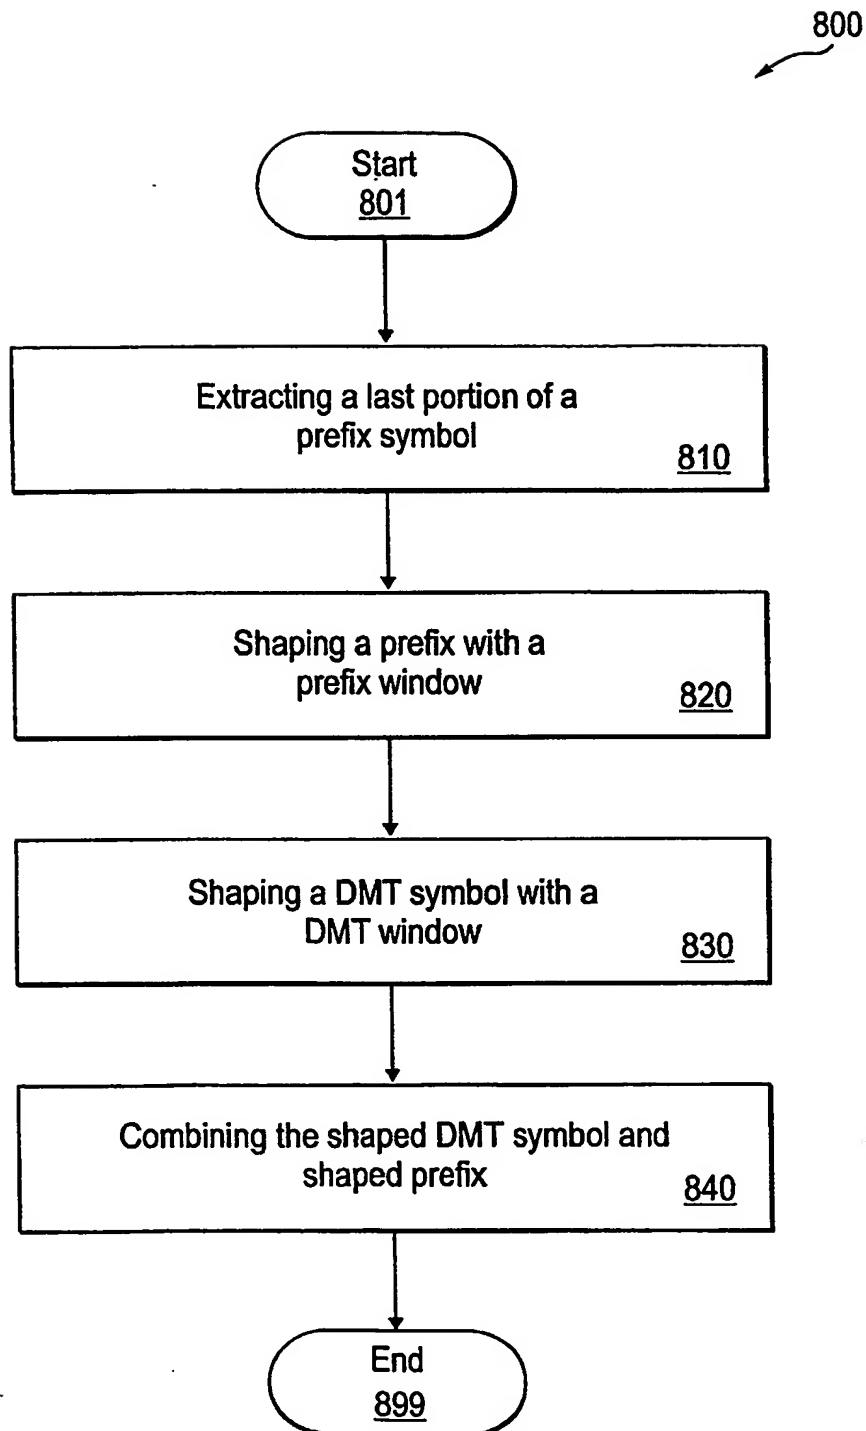 800
Start
801
Extracting a last portion of a
prefix symbol
810
Shaping a prefix with a
prefix window
820
Shaping a DMT symbol with a
DMT window
830
Combining the shaped DMT symbol and
shaped prefix
840
End
899